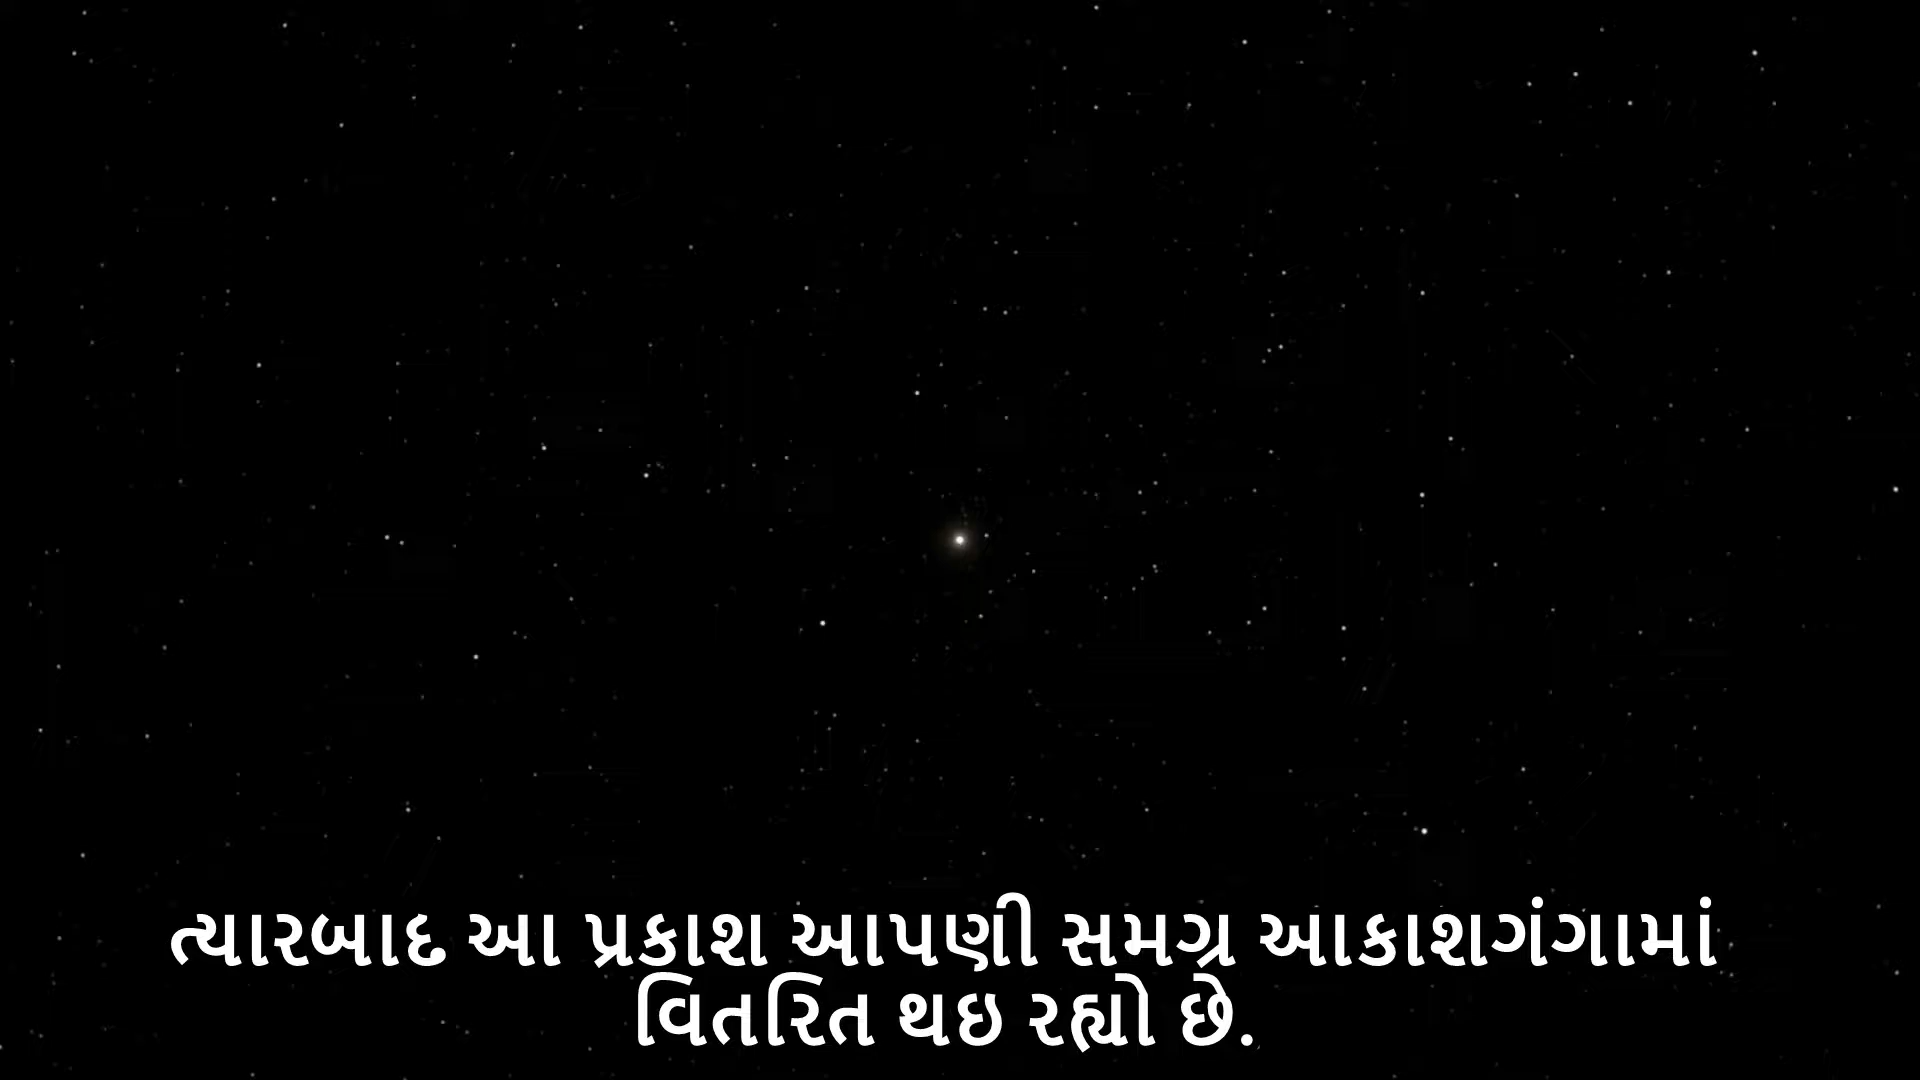 ત્યારબાદ આ પ્રકાશ આપણી સમગ્ર આકાશગંગામાં
વિતરિત થઇ રહ્યો છે.